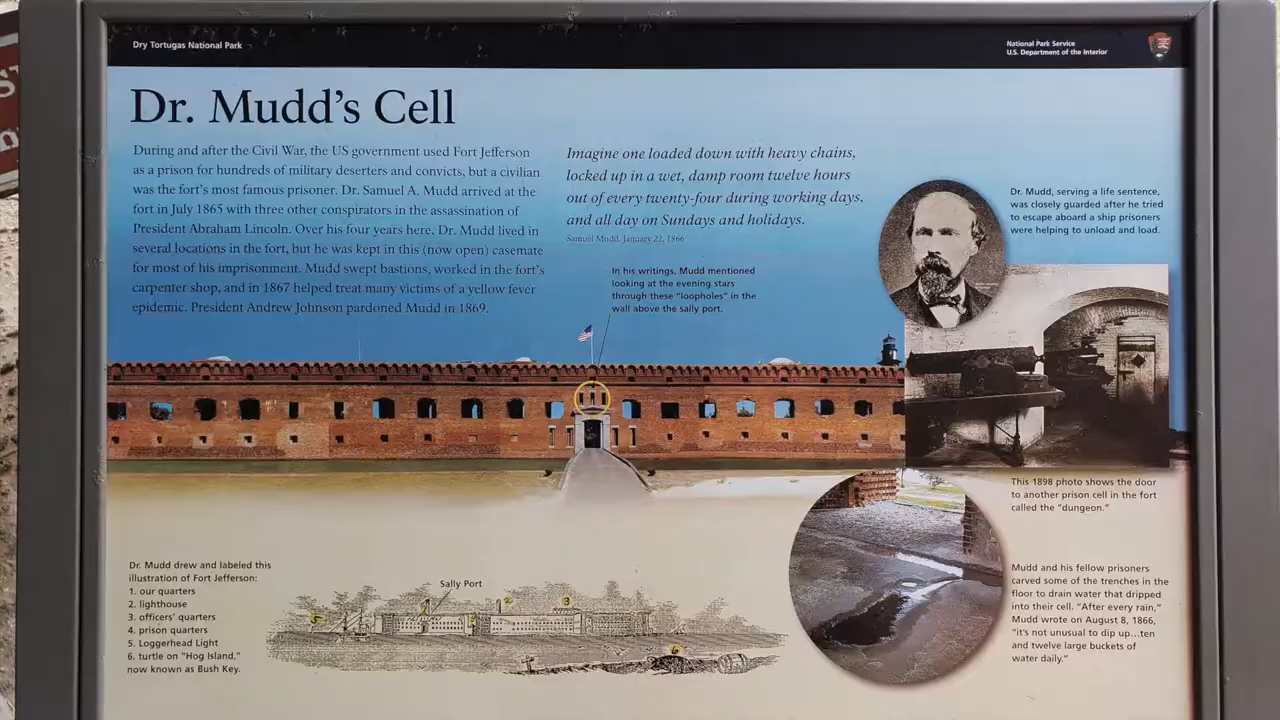 Dry Tortugas National Park
National Park Service
U.S. Department of the Interior
Dr. Mudd's Cell
During and after the Civil War, the US government used Fort Jefferson
as a prison for hundreds of military deserters and convicts, but a civilian
was the fort's most famous prisoner. Dr. Samuel A. Mudd arrived at the
fort in July 1865 with three other conspirators in the assassination of
President Abraham Lincoln. Over his four years here, Dr. Mudd lived in
several locations in the fort, but he was kept in this (now open) casemate
for most of his imprisonment. Mudd swept bastions, worked in the fort's
carpenter shop, and in 1867 helped treat many victims of a yellow fever
epidemic. President Andrew Johnson pardoned Mudd in 1869.
Imagine one loaded down with heavy chains,
locked up in a wet, damp room twelve hours
out of every twenty-four during working days,
and all day on Sundays and holidays.
Samuel Mudd, January 22, 1866
In his writings, Mudd mentioned
looking at the evening stars
through these "loopholes" in the
wall above the sally port.
Dr. Mudd, serving a life sentence,
was closely guarded after he tried
to escape aboard a ship prisoners
were helping to unload and load.
This 1898 photo shows the door
to another prison cell in the fort
called the "dungeon."
Dr. Mudd drew and labeled this
illustration of Fort Jefferson:
1. our quarters
2. lighthouse
3. officers' quarters
4. prison quarters
5. Loggerhead Light
6. turtle on "Hog Island,"
now known as Bush Key.
Sally Port
1
2
3
5
6
Mudd and his fellow prisoners
carved some of the trenches in the
floor to drain water that dripped
into their cell. "After every rain,"
Mudd wrote on August 8, 1866,
"it's not unusual to dip up...ten
and twelve large buckets of
water daily."